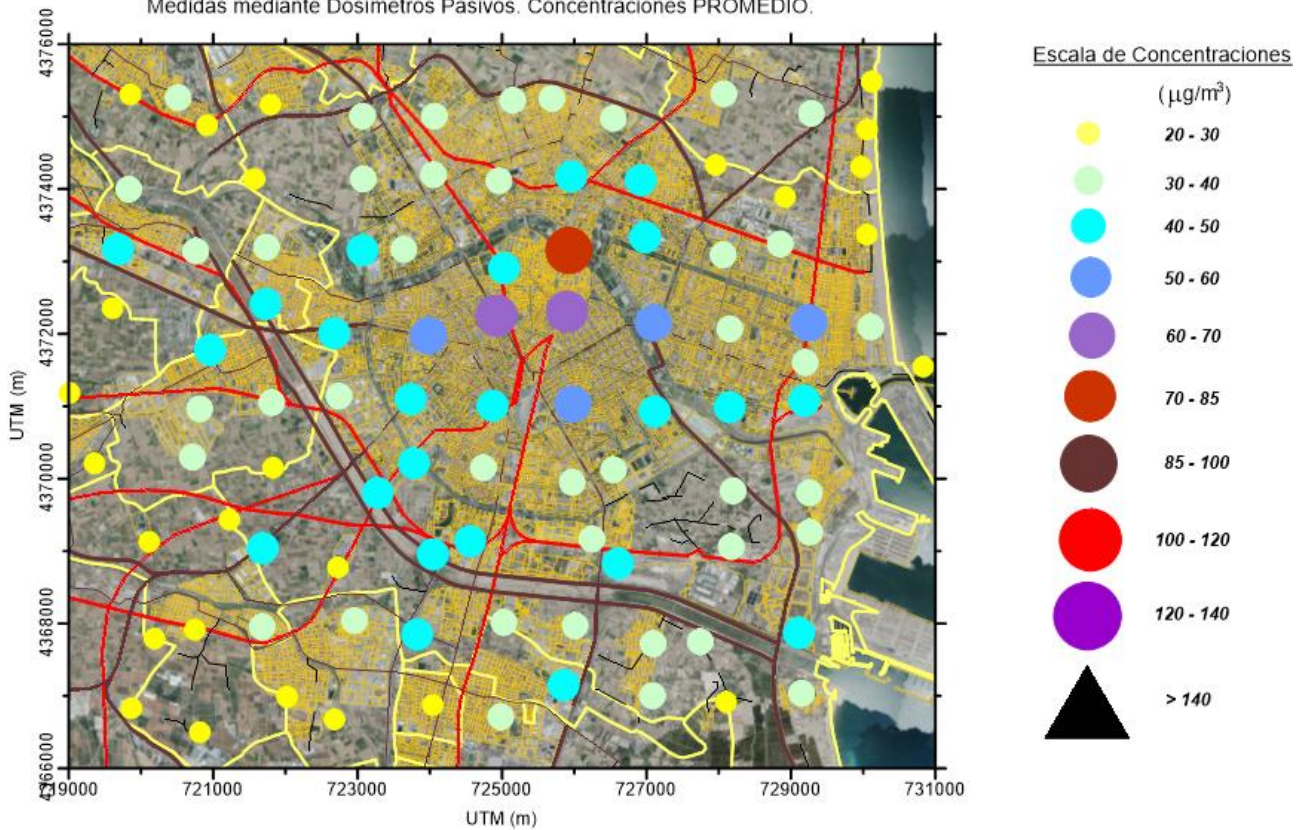 Medidas mediante Dosímetros Pasivos. Concentraciones PROMEDIO.
Escala de Concentraciones
(μg/m³)
20 - 30
30 - 40
40 - 50
50 - 60
60 - 70
70 - 85
85 - 100
100 - 120
120 - 140
> 140
UTM (m)
4376000
4374000
4372000
4370000
4368000
4366000
719000
721000
723000
725000
727000
729000
731000
UTM (m)